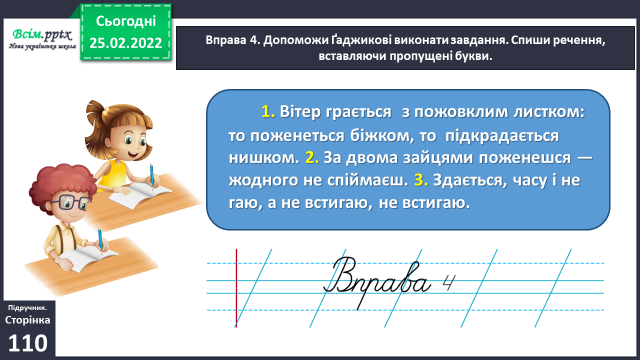 Всім.pptx
Нова українська школа
Сьогодні
25.02.2022
Вправа 4. Допоможи Ґаджикові виконати завдання. Спиши речення,
вставляючи пропущені букви.
1. Вітер грається з пожовклим листком:
то поженеться біжком, то підкрадається
нишком. 2. За двома зайцями поженешся —
жодного не спіймаєш. 3. Здається, часу і не
гаю, а не встигаю, не встигаю.
Вправа 4
Підручник.
Сторінка
110